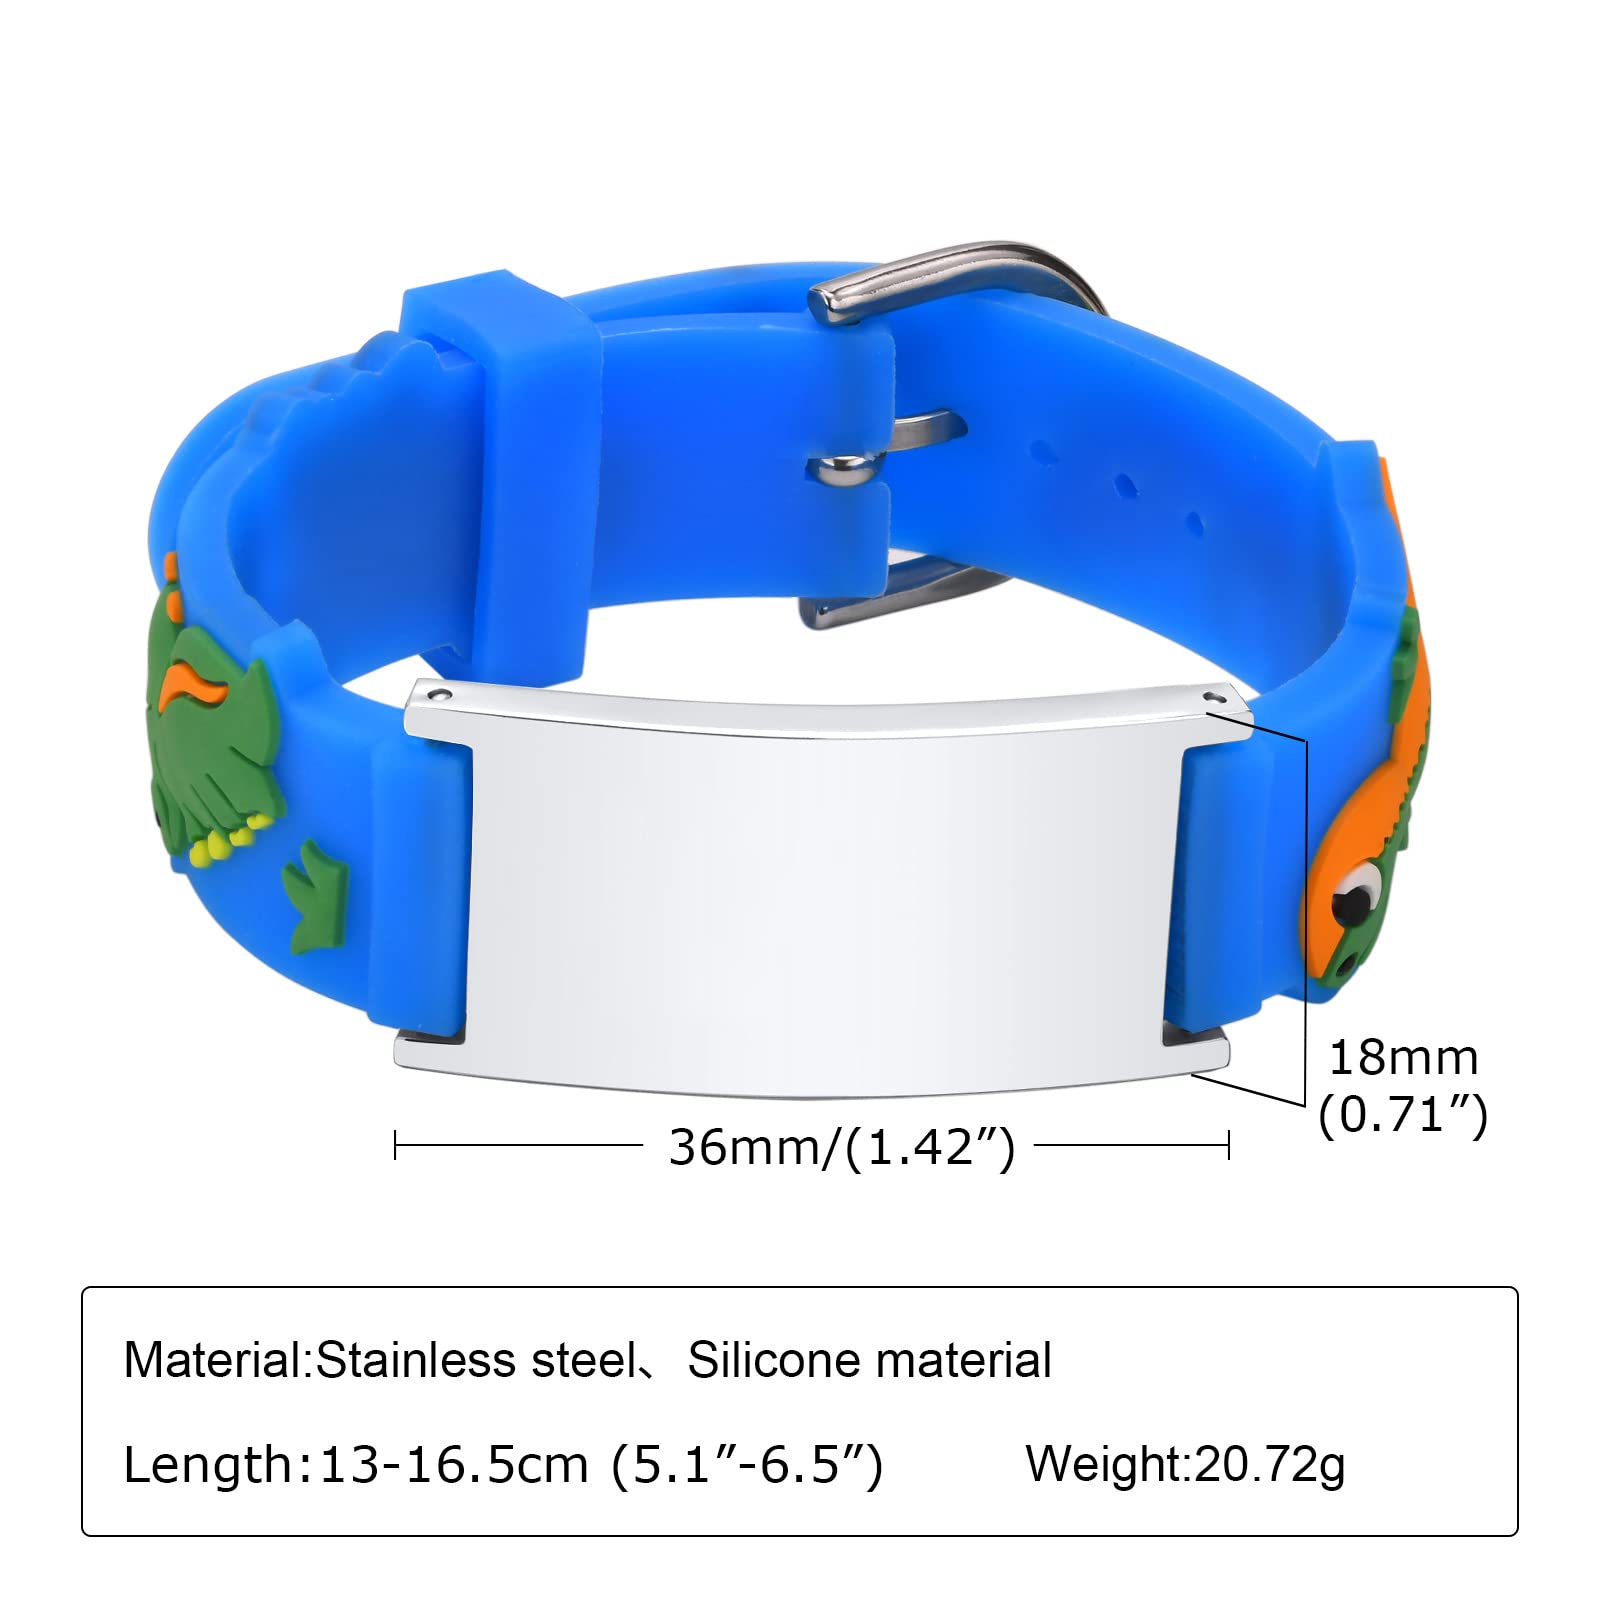 18mm
(0.71″)
36mm/(1.42″)
Material:Stainless steel、Silicone material
Length:13-16.5cm (5.1″-6.5″) Weight:20.72g